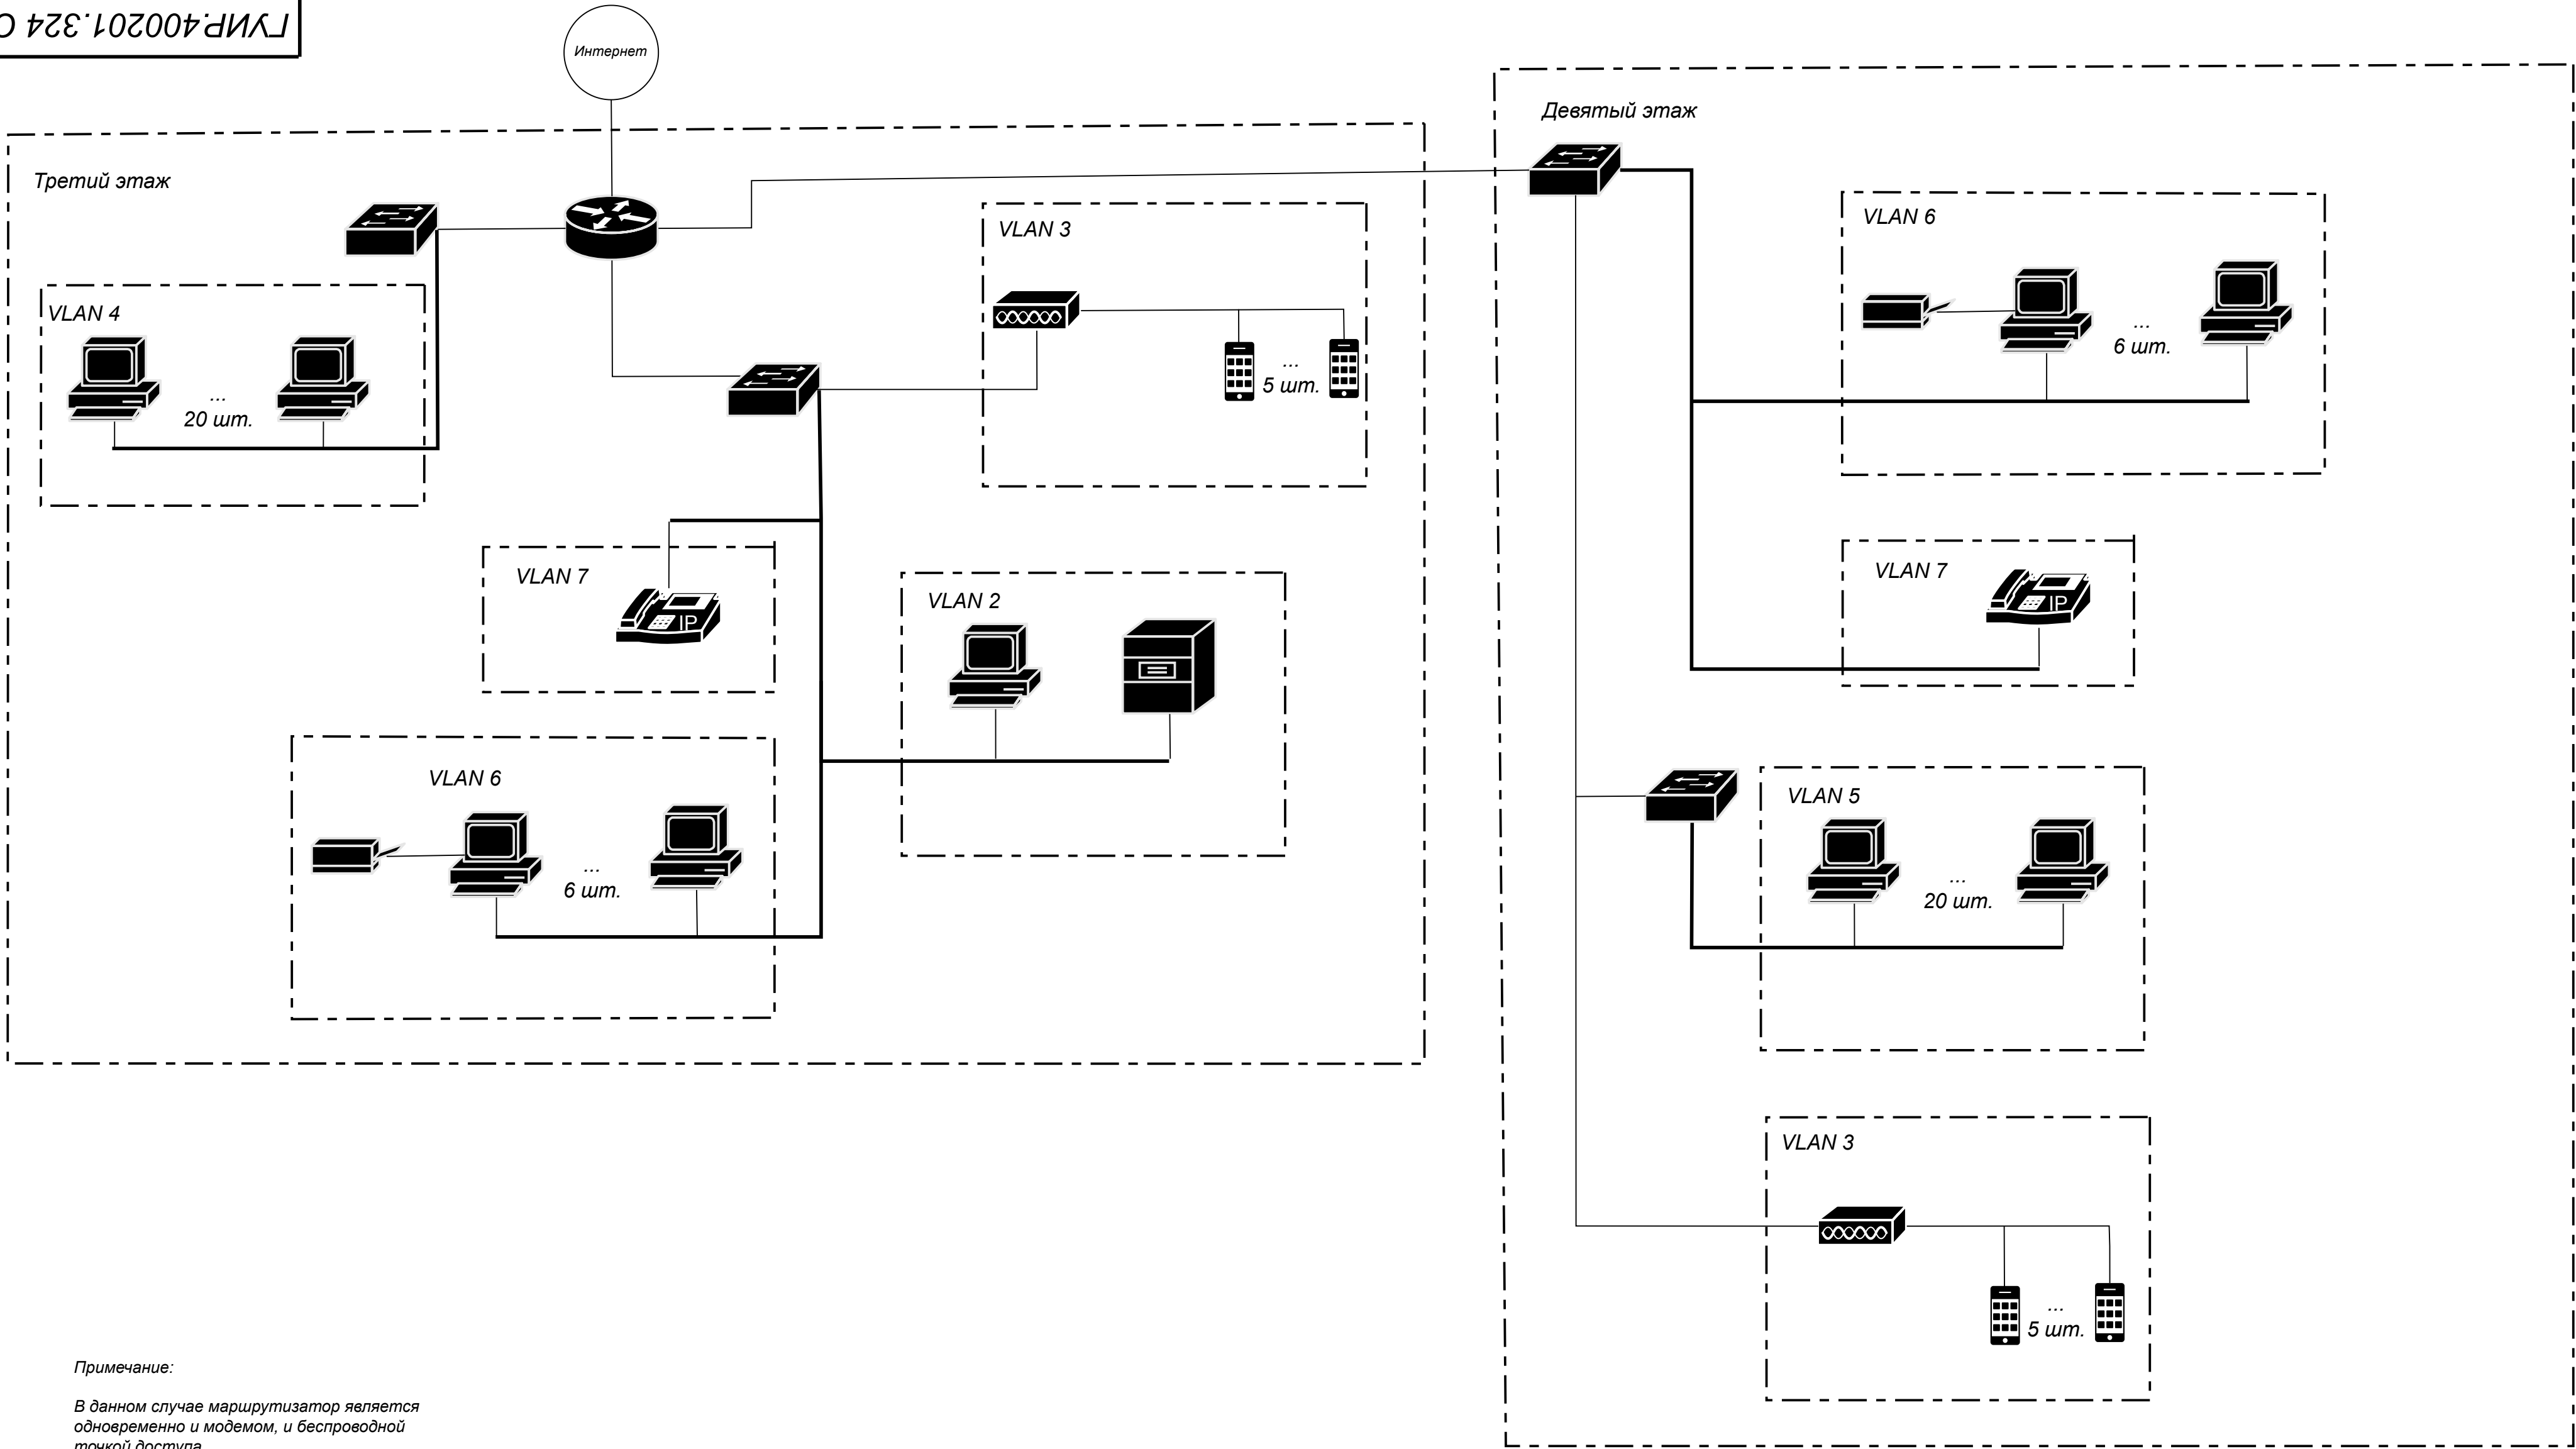 ГУИР.400201.324 С
Интернет
Девятый этаж
Третий этаж
VLAN 3
VLAN 6
VLAN 4
...
6 шт.
...
5 шт.
...
20 шт.
VLAN 7
IP
VLAN 7
IP
VLAN 2
VLAN 6
...
6 шт.
VLAN 5
...
20 шт.
VLAN 3
...
5 шт.
Примечание:
В данном случае маршрутизатор является
одновременно и модемом, и беспроводной
точкой доступа